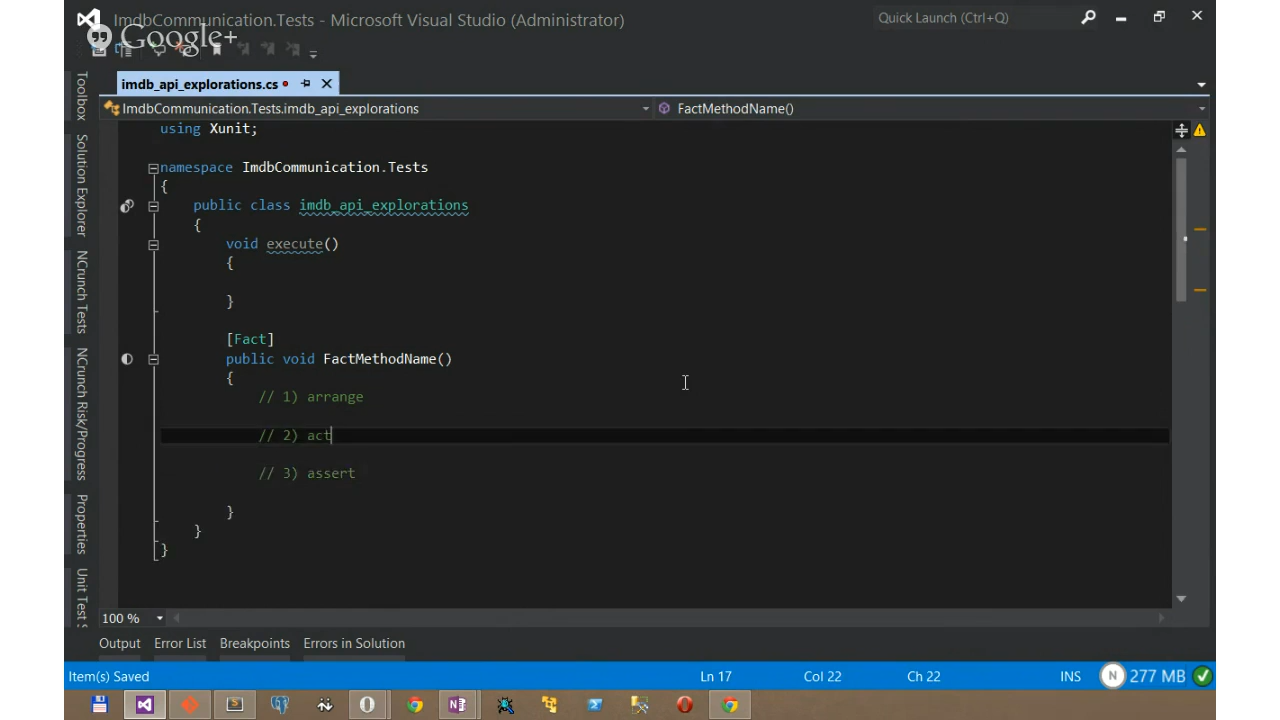 ImdbCommunication.Tests - Microsoft Visual Studio (Administrator)
Quick Launch (Ctrl+Q)
Google+
imdb_api_explorations.cs
ImdbCommunication.Tests.imdb_api_explorations
FactMethodName()
using Xunit;
namespace ImdbCommunication.Tests
{
public class imdb_api_explorations
{
void execute()
{
}
[Fact]
public void FactMethodName()
{
// 1) arrange
// 2) act
// 3) assert
}
}
}
Toolbox
Solution Explorer
NCrunch Tests
NCrunch Risk/Progress
Properties
Unit Test S
100 %
Output
Error List
Breakpoints
Errors in Solution
Item(s) Saved
Ln 17
Col 22
Ch 22
INS
N
277 MB